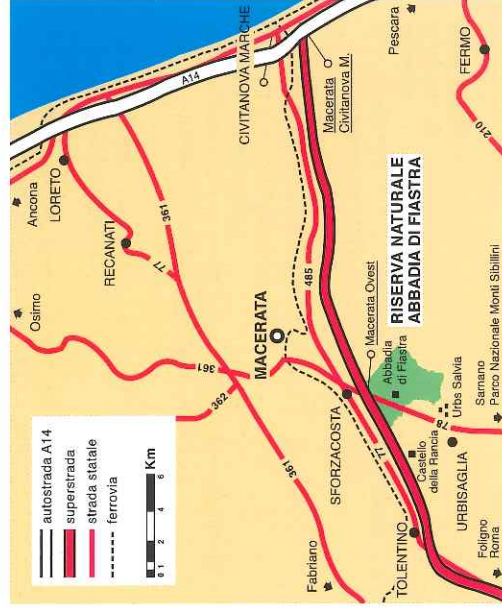 autostrada A14
superstrada
strada statale
ferrovia
0 1
6
Km
Osimo
Ancona
LORETO
RECANATI
77
361
A14
CIVITANOVA MARCHE
Macerata
Civitanova M.
Pescara
FERMO
210
361
362
361
Fabriano
MACERATA
485
SFORZACOSTA
Macerata Ovest
RISERVA NATURALE
ABBADIA DI FIASTRA
Abbadia
di Fiastra
77
TOLENTINO
Castello
della Rancia
78
Urbs Salvia
URBISAGLIA
Foligno
Roma
Sarnano
Parco Nazionale Monti Sibillini